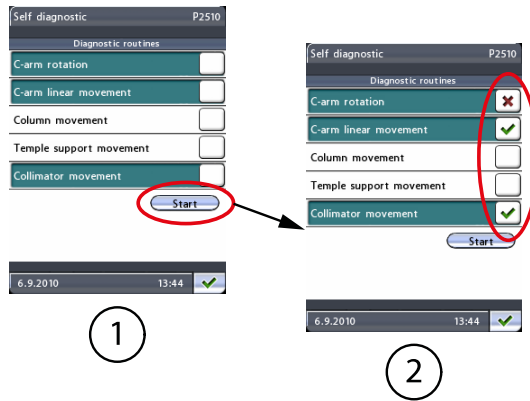 Self diagnostic P2510
Diagnostic routines
C-arm rotation
C-arm linear movement
Column movement
Temple support movement
Collimator movement
Start
6.9.2010 13:44
1
Self diagnostic P2510
Diagnostic routines
C-arm rotation
C-arm linear movement
Column movement
Temple support movement
Collimator movement
Start
6.9.2010 13:44
2